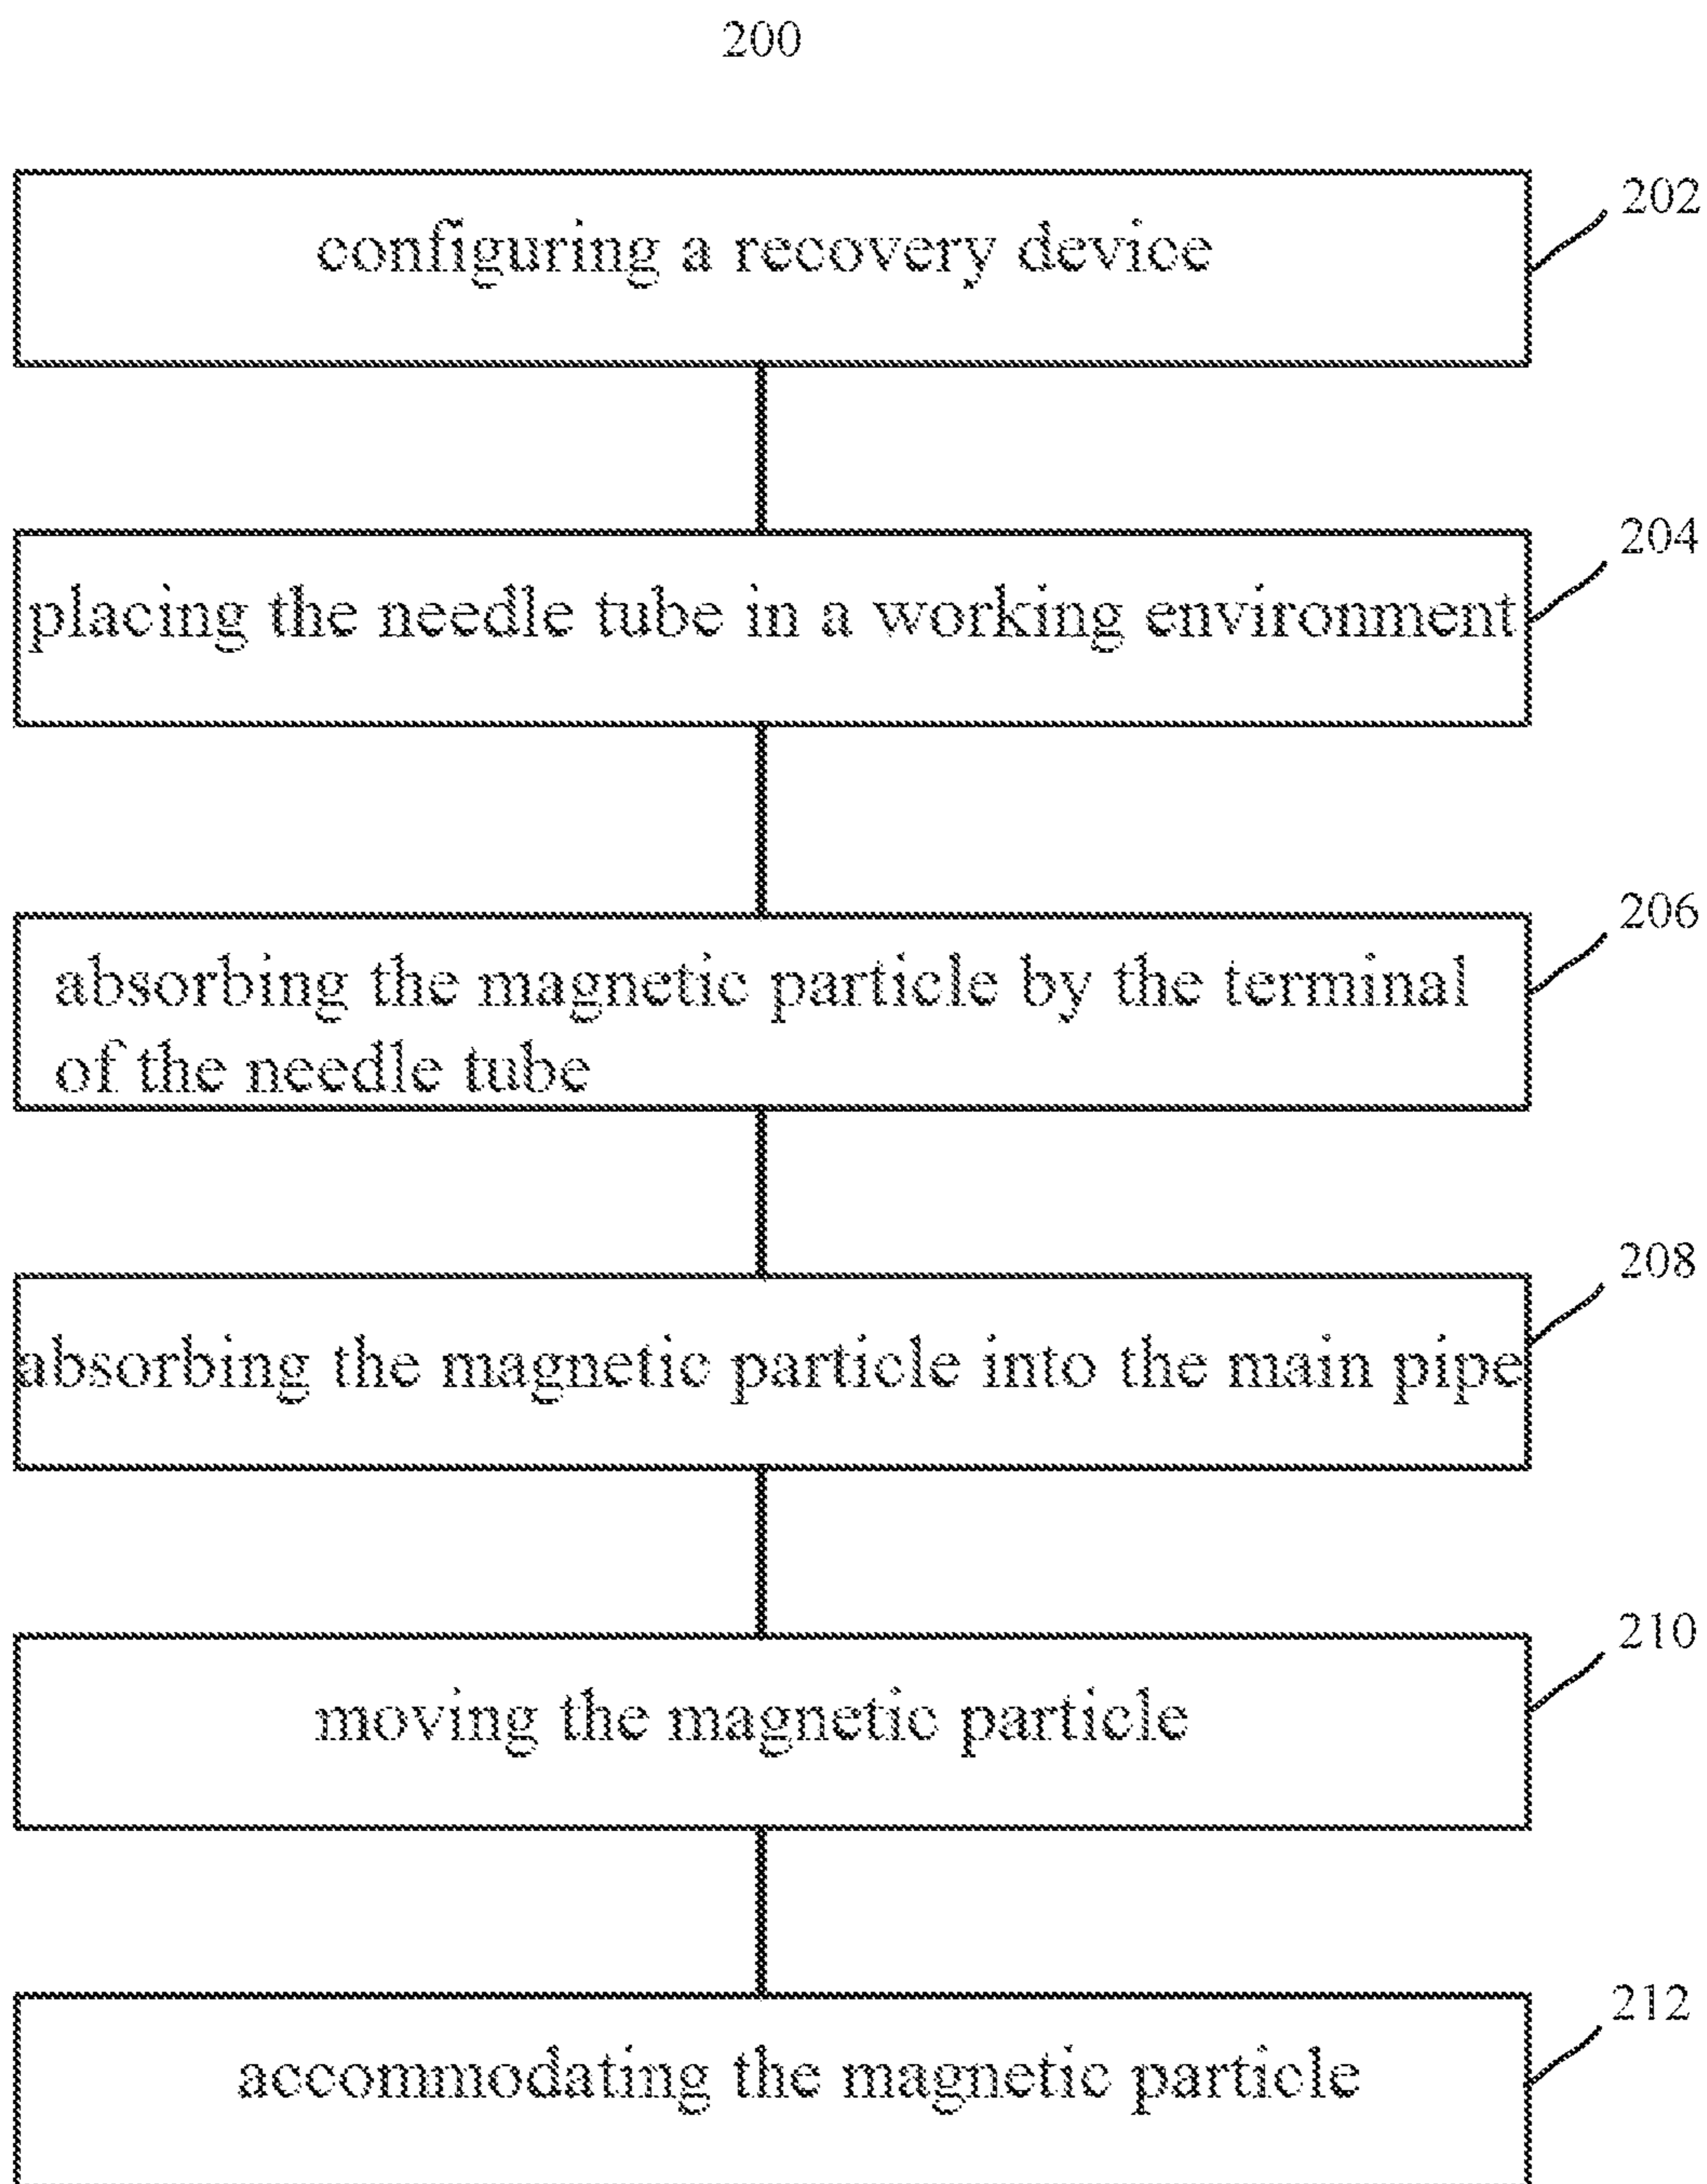 200
configuring a recovery device
202
placing the needle tube in a working environment
204
absorbing the magnetic particle by the terminal
of the needle tube
206
absorbing the magnetic particle into the main pipe
208
moving the magnetic particle
210
accommodating the magnetic particle
212